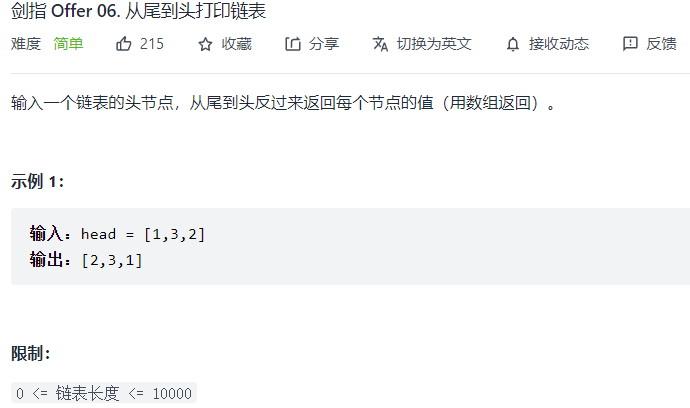 剑指 Offer 06. 从尾到头打印链表
难度 简单 215 收藏 分享 切换为英文 接收动态 反馈
输入一个链表的头节点，从尾到头反过来返回每个节点的值（用数组返回）。
示例 1：
输入：head = [1,3,2]
输出：[2,3,1]
限制：
0 <= 链表长度 <= 10000